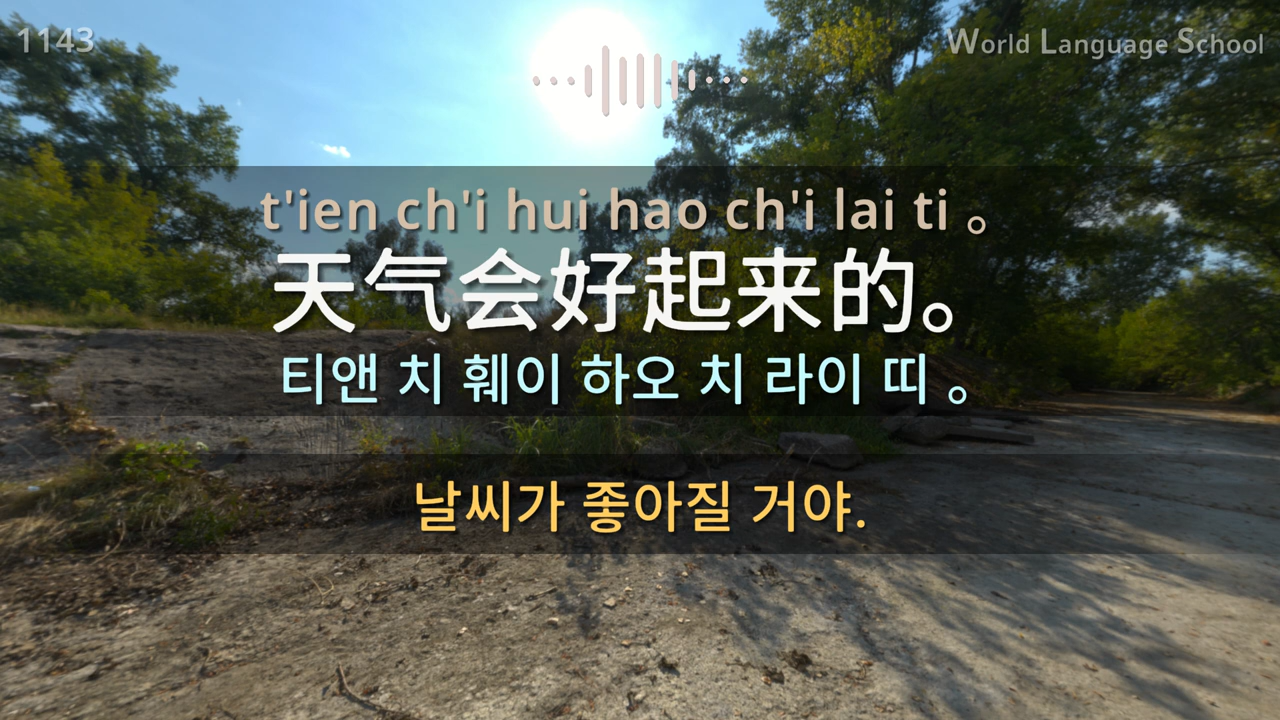 1143
World Language School
t'ien ch'i hui hao ch'i lai ti 。
天气会好起来的。
티앤 치 훼이 하오 치 라이 띠 。
날씨가 좋아질 거야.